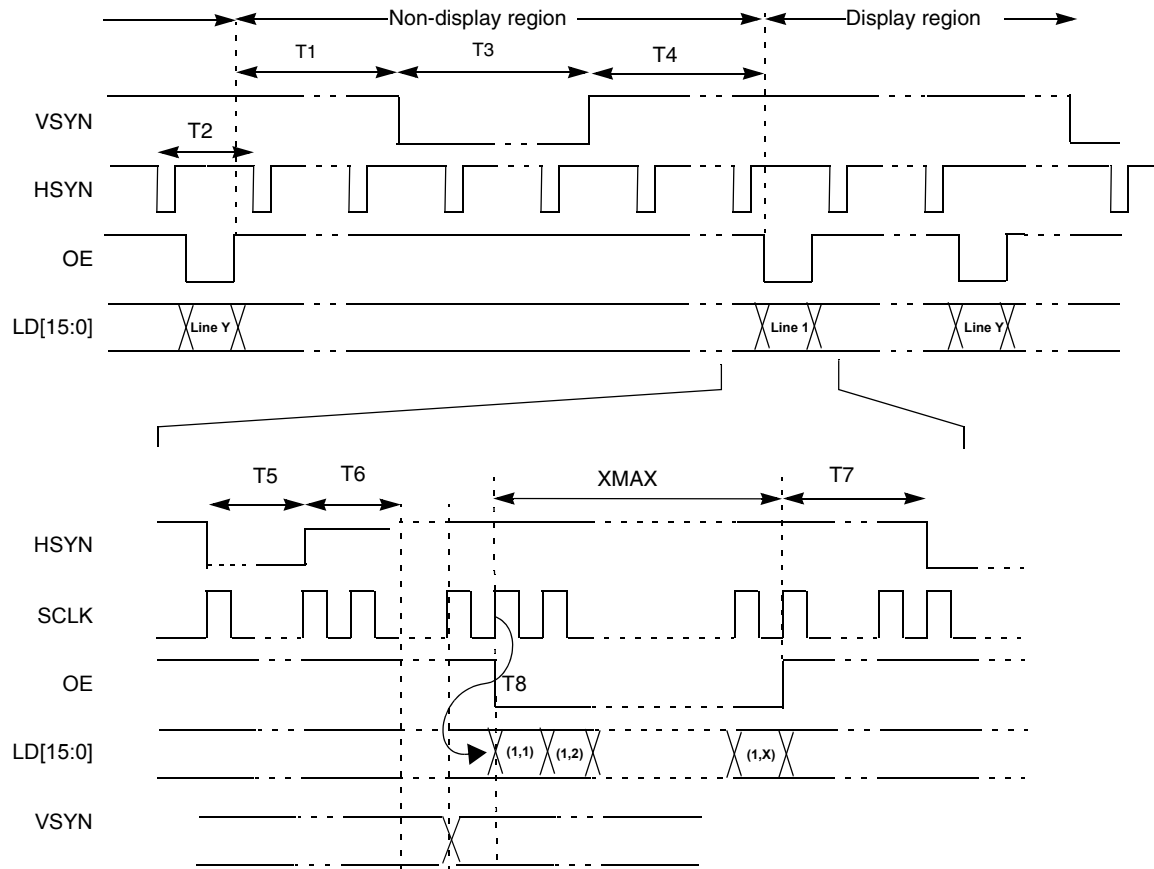 Non-display region Display region
T1 T3 T4
VSYN
T2
HSYN
OE
LD[15:0] Line Y Line 1 Line Y
T5 T6 XMAX T7
HSYN
SCLK
OE T8
LD[15:0] (1,1) (1,2) (1,X)
VSYN